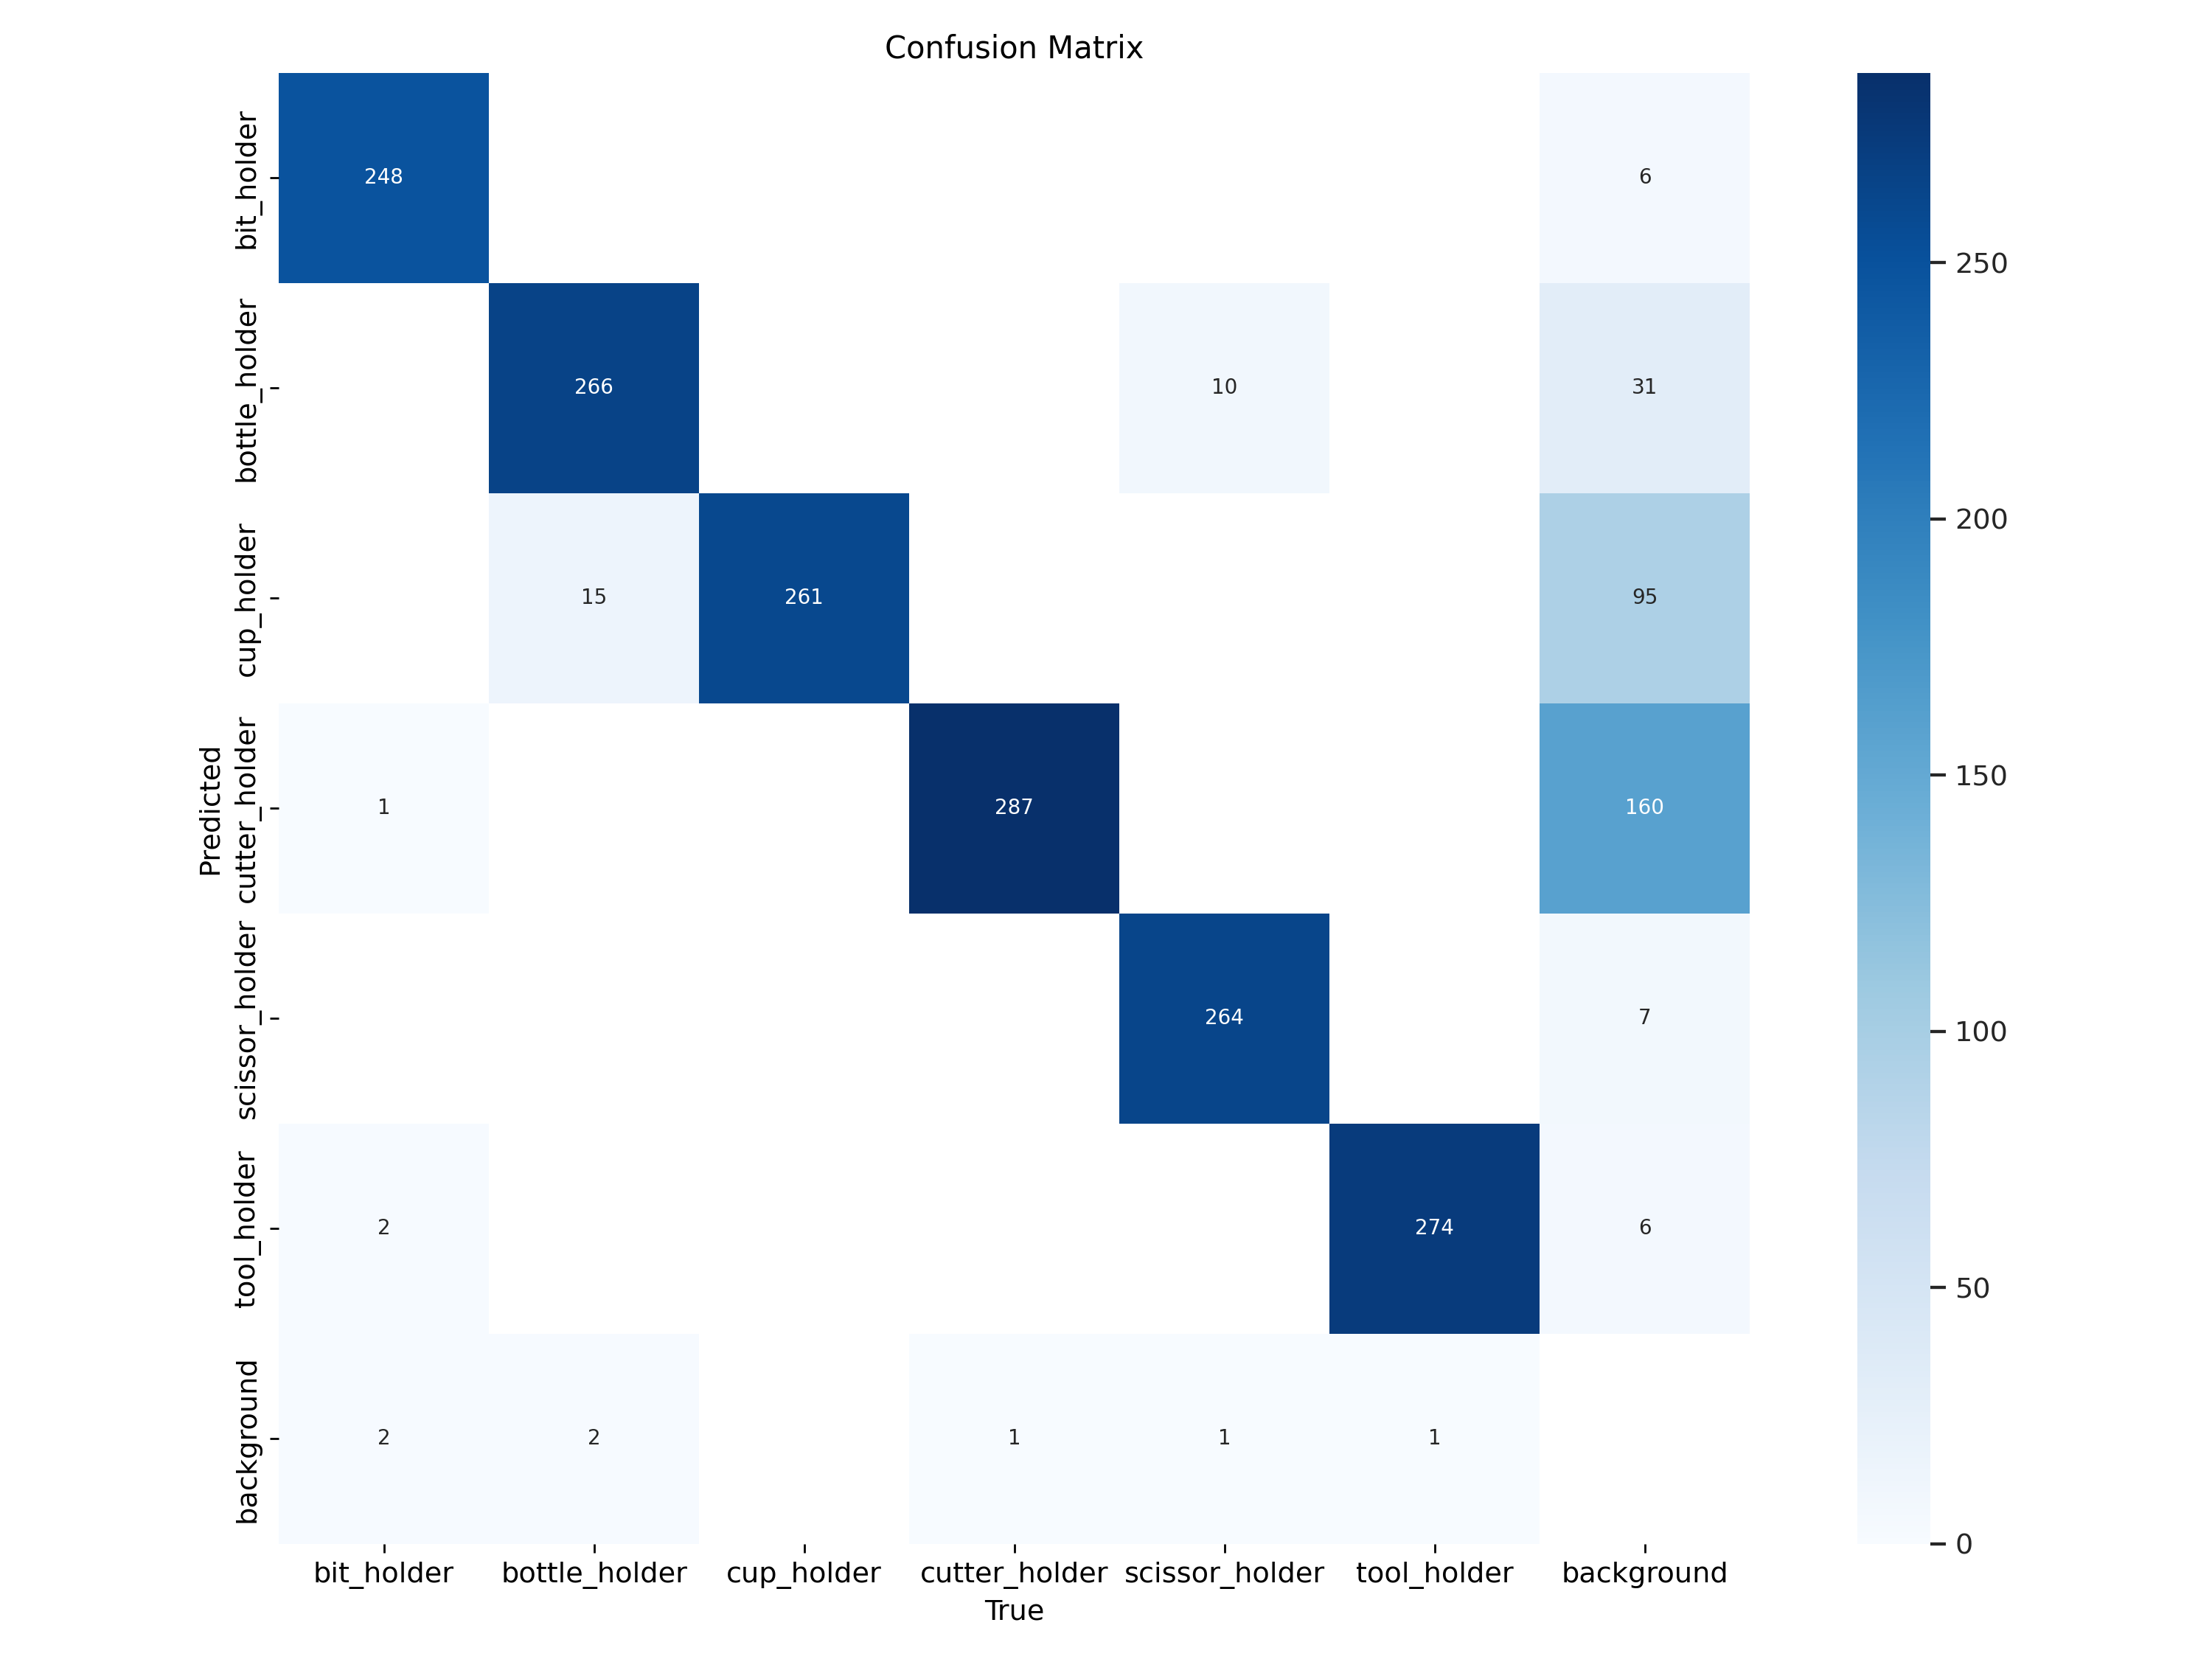 Confusion Matrix
bit_holder
248
6
250
bottle_holder
266
10
31
200
cup_holder
15
261
95
150
Predicted
cutter_holder
1
287
160
scissor_holder
264
7
100
tool_holder
2
274
6
50
background
2
2
1
1
1
0
bit_holder bottle_holder cup_holder cutter_holder scissor_holder tool_holder background
True